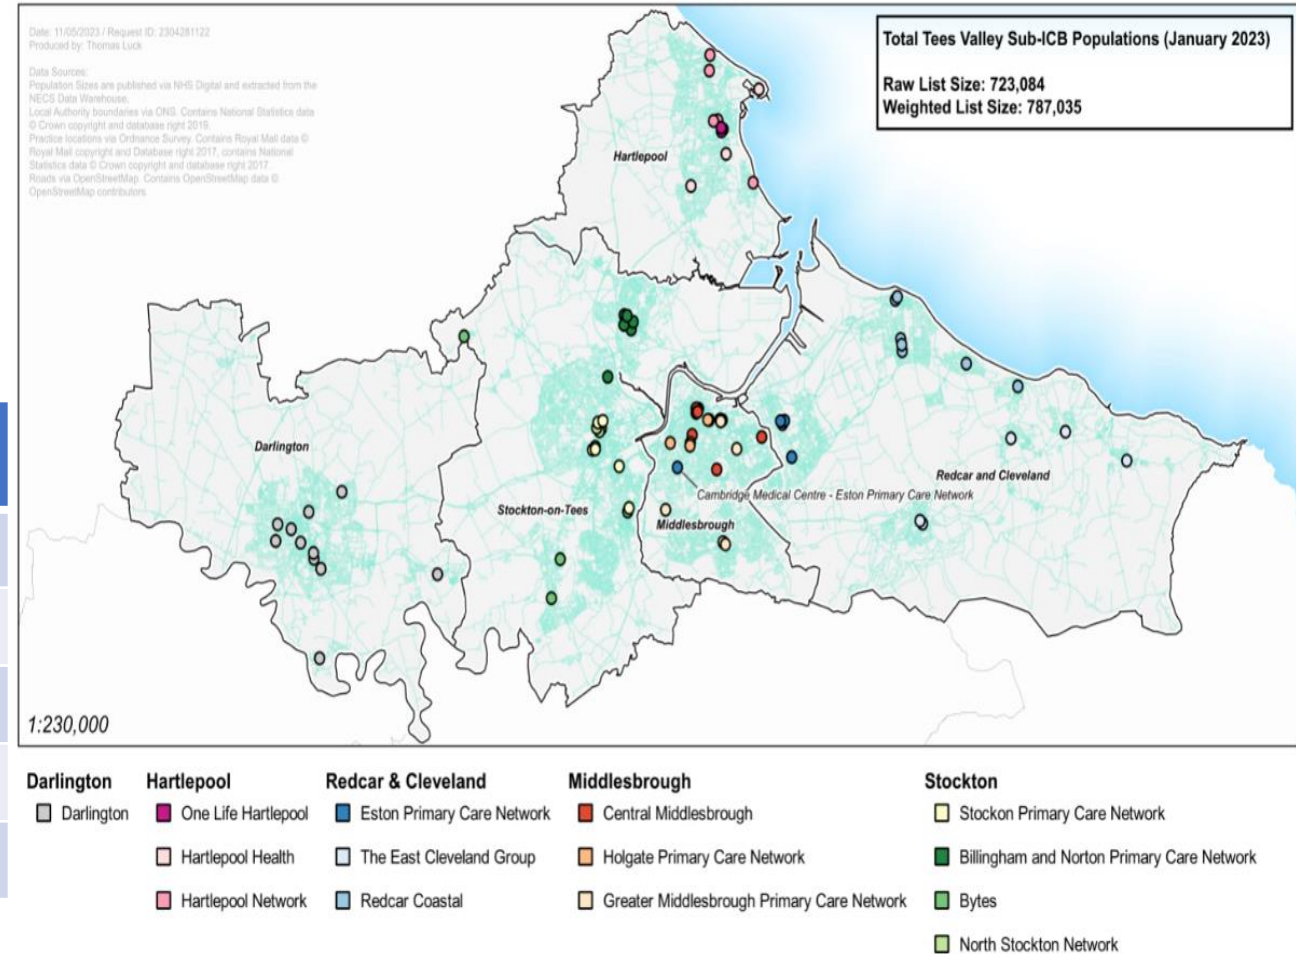 Date: 11/05/2023 / Request ID: 2304281122
Produced by: Thomas Luck
Data Sources:
Population Sizes are published via NHS Digital and extracted from the
NECS Data Warehouse.
Local Authority boundaries via ONS. Contains National Statistics data
© Crown copyright and database right 2019.
Practice locations via Ordnance Survey. Contains Royal Mail data ©
Royal Mail copyright and Database right 2017, contains National
Statistics data © Crown copyright and database right 2017.
Roads via OpenStreetMap. Contains OpenStreetMap data ©
OpenStreetMap contributors
Total Tees Valley Sub-ICB Populations (January 2023)
Raw List Size: 723,084
Weighted List Size: 787,035
Hartlepool
Darlington
Stockton-on-Tees
Middlesbrough
Redcar and Cleveland
Cambridge Medical Centre - Eston Primary Care Network
1:230,000
Darlington
Darlington
Hartlepool
One Life Hartlepool
Hartlepool Health
Hartlepool Network
Redcar & Cleveland
Eston Primary Care Network
The East Cleveland Group
Redcar Coastal
Middlesbrough
Central Middlesbrough
Holgate Primary Care Network
Greater Middlesbrough Primary Care Network
Stockton
Stockon Primary Care Network
Billingham and Norton Primary Care Network
Bytes
North Stockton Network